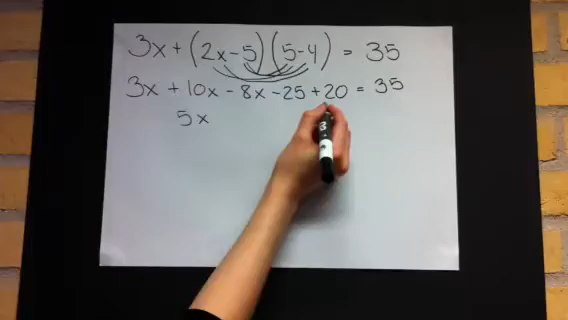 3x + (2x - 5)(5 - 4) = 35
3x + 10x - 8x - 25 + 20 = 35
5x